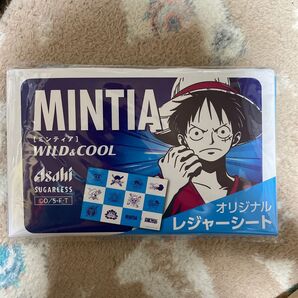 MINTIA
[ミンティア]
WILD&COOL
Asahi
SUGARLESS
©O/S・F・T
オリジナル
レジャーシート